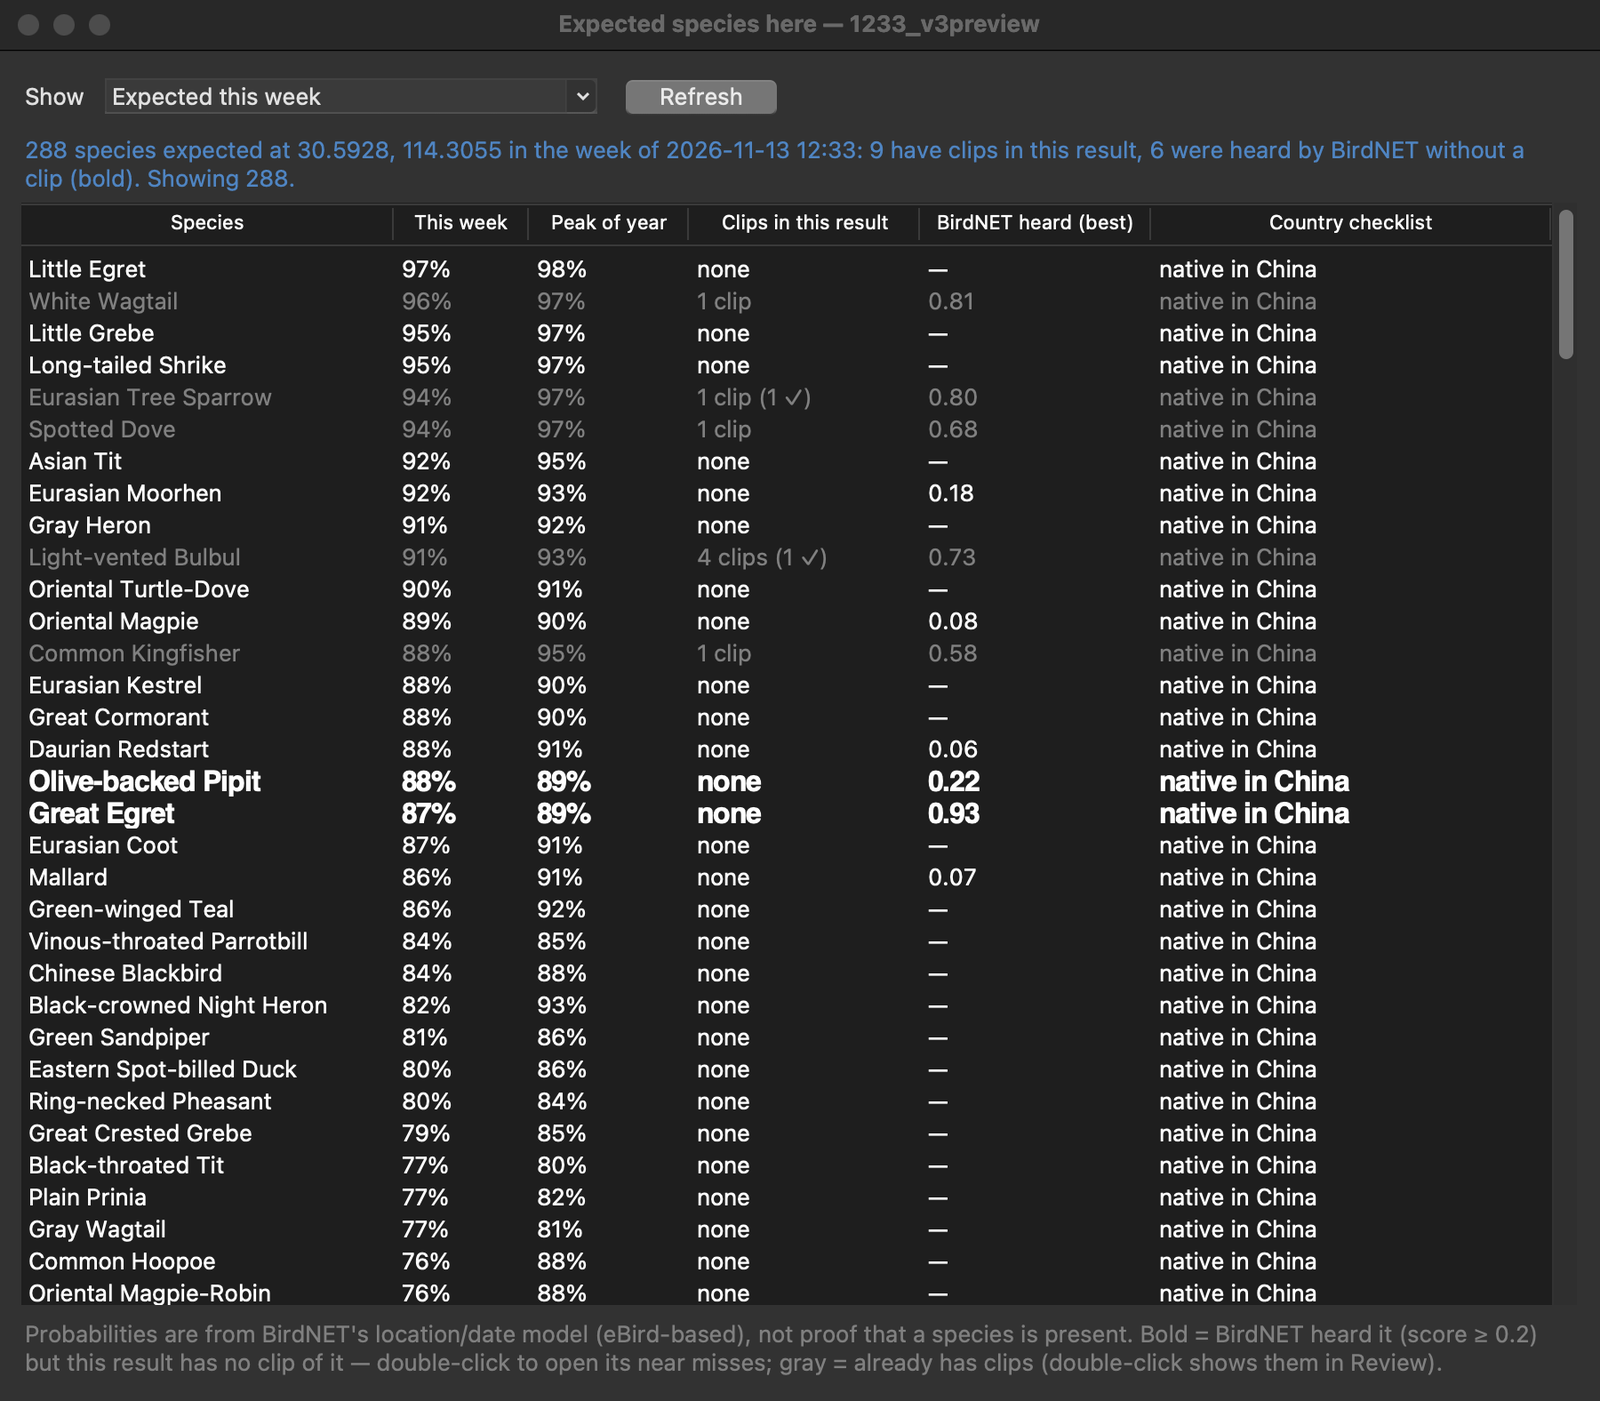 Expected species here — 1233_v3preview
Show Expected this week Refresh
288 species expected at 30.5928, 114.3055 in the week of 2026-11-13 12:33: 9 have clips in this result, 6 were heard by BirdNET without a
clip (bold). Showing 288.
Species This week Peak of year Clips in this result BirdNET heard (best) Country checklist
Little Egret 97% 98% none — native in China
White Wagtail 96% 97% 1 clip 0.81 native in China
Little Grebe 95% 97% none — native in China
Long-tailed Shrike 95% 97% none — native in China
Eurasian Tree Sparrow 94% 97% 1 clip (1 ✓) 0.80 native in China
Spotted Dove 94% 97% 1 clip 0.68 native in China
Asian Tit 92% 95% none — native in China
Eurasian Moorhen 92% 93% none 0.18 native in China
Gray Heron 91% 92% none — native in China
Light-vented Bulbul 91% 93% 4 clips (1 ✓) 0.73 native in China
Oriental Turtle-Dove 90% 91% none — native in China
Oriental Magpie 89% 90% none 0.08 native in China
Common Kingfisher 88% 95% 1 clip 0.58 native in China
Eurasian Kestrel 88% 90% none — native in China
Great Cormorant 88% 90% none — native in China
Daurian Redstart 88% 91% none 0.06 native in China
Olive-backed Pipit 88% 89% none 0.22 native in China
Great Egret 87% 89% none 0.93 native in China
Eurasian Coot 87% 91% none — native in China
Mallard 86% 91% none 0.07 native in China
Green-winged Teal 86% 92% none — native in China
Vinous-throated Parrotbill 84% 85% none — native in China
Chinese Blackbird 84% 88% none — native in China
Black-crowned Night Heron 82% 93% none — native in China
Green Sandpiper 81% 86% none — native in China
Eastern Spot-billed Duck 80% 86% none — native in China
Ring-necked Pheasant 80% 84% none — native in China
Great Crested Grebe 79% 85% none — native in China
Black-throated Tit 77% 80% none — native in China
Plain Prinia 77% 82% none — native in China
Gray Wagtail 77% 81% none — native in China
Common Hoopoe 76% 88% none — native in China
Oriental Magpie-Robin 76% 88% none — native in China
Probabilities are from BirdNET's location/date model (eBird-based), not proof that a species is present. Bold = BirdNET heard it (score ≥ 0.2)
but this result has no clip of it — double-click to open its near misses; gray = already has clips (double-click shows them in Review).